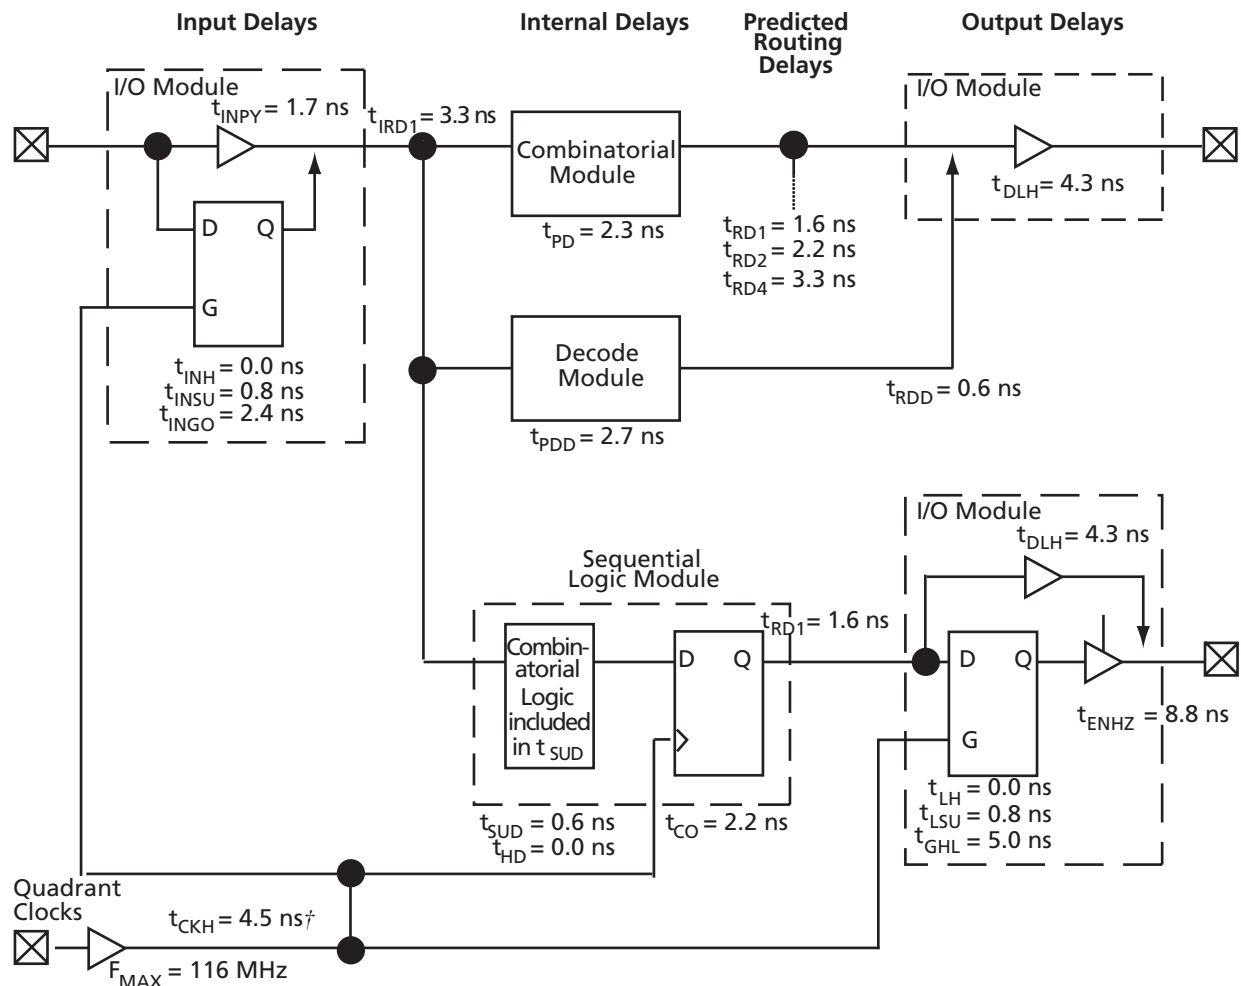 Input Delays
Internal Delays
Predicted
Routing
Delays
Output Delays
I/O Module
tINPY = 1.7 ns
tIRD1 = 3.3 ns
Combinatorial
Module
tPD = 2.3 ns
I/O Module
tDLH = 4.3 ns
D Q
G
tRD1 = 1.6 ns
tRD2 = 2.2 ns
tRD4 = 3.3 ns
tINH = 0.0 ns
tINSU = 0.8 ns
tINGO = 2.4 ns
Decode
Module
tPDD = 2.7 ns
tRDD = 0.6 ns
I/O Module
tDLH = 4.3 ns
Sequential
Logic Module
tRD1 = 1.6 ns
Combin-
atorial
Logic
included
in tSUD
D Q
D Q
G
tENHZ = 8.8 ns
tLH = 0.0 ns
tLSU = 0.8 ns
tGHL = 5.0 ns
tSUD = 0.6 ns
tHD = 0.0 ns
tCO = 2.2 ns
Quadrant
Clocks
tCKH = 4.5 ns†
FMAX = 116 MHz